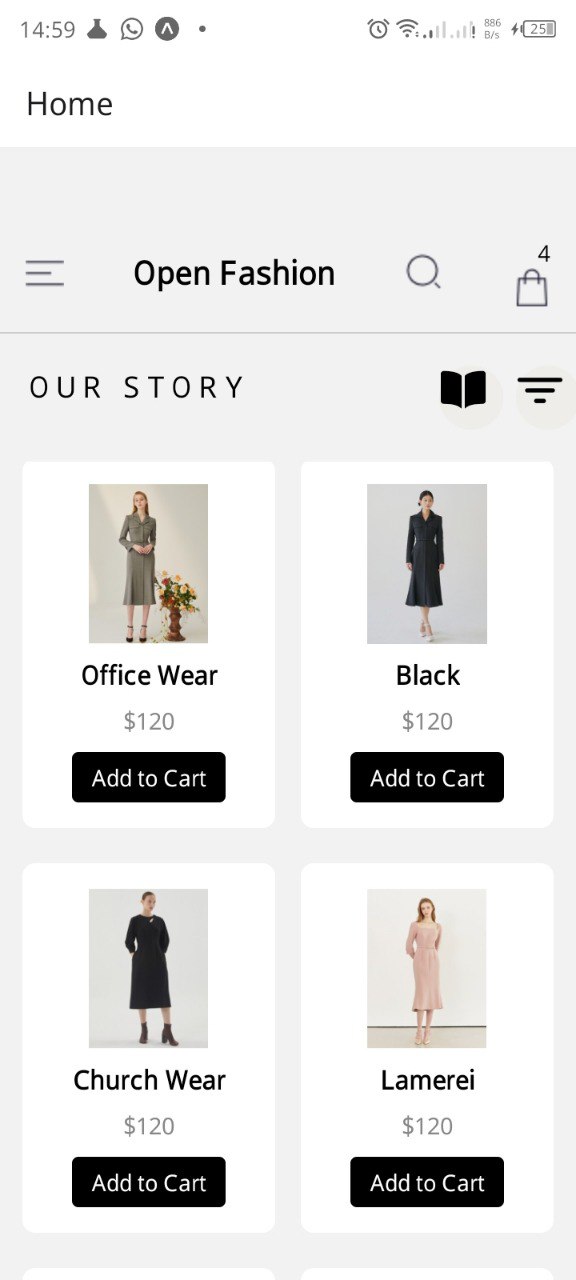 14:59
886
B/s
25
Home
4
Open Fashion
OUR STORY
Office Wear
Black
$120
$120
Add to Cart
Add to Cart
Church Wear
Lamerei
$120
$120
Add to Cart
Add to Cart